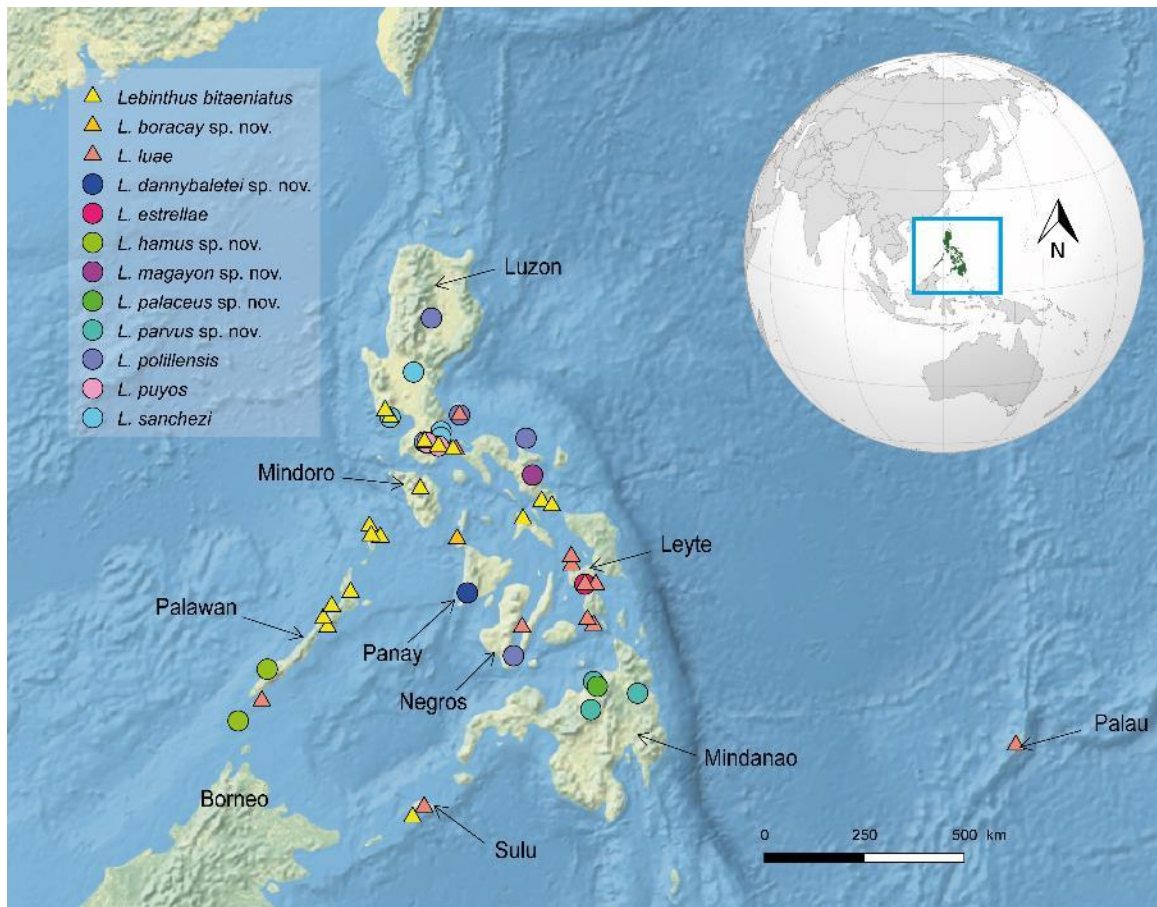 Lebinthus bitaeniatus
L. boracay sp. nov.
L. luae
L. dannybaletei sp. nov.
L. estrellae
L. hamus sp. nov.
L. magayon sp. nov.
L. palaceus sp. nov.
L. parvus sp. nov.
L. polillensis
L. puyos
L. sanchezi
N
Luzon
Mindoro
Leyte
Palawan
Panay
Negros
Palau
Mindanao
Borneo
Sulu
0 250 500 km